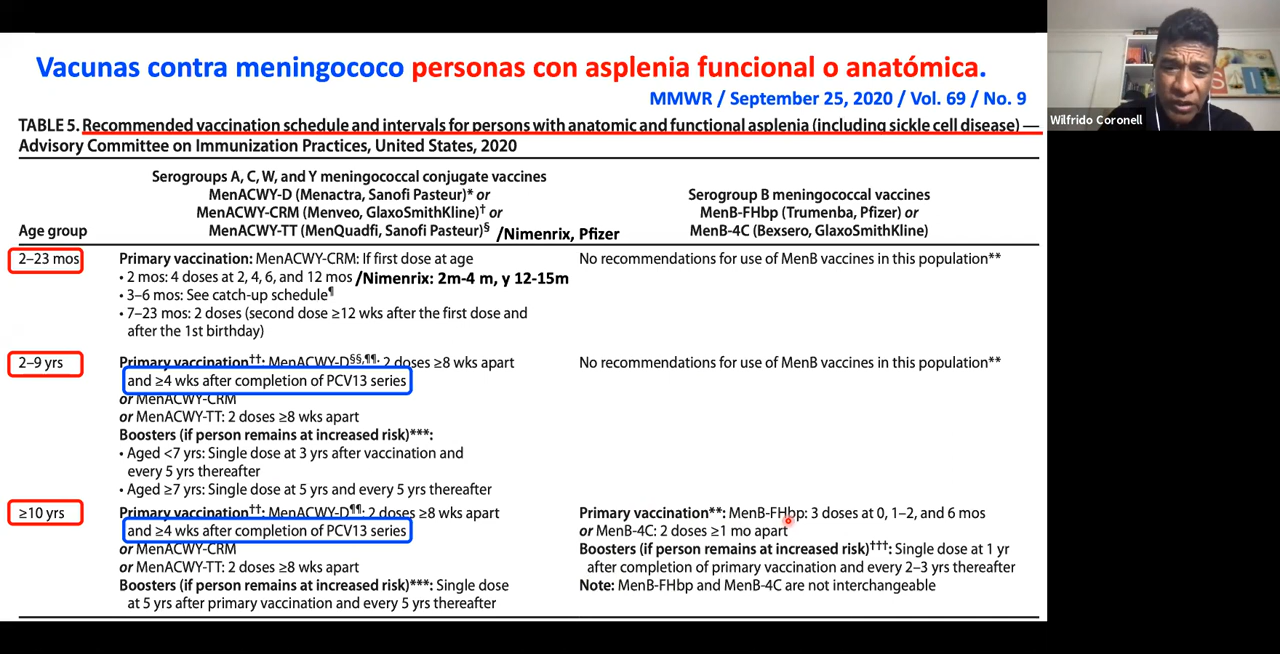 Vacunas contra meningococo personas con asplenia funcional o anatómica.
MMWR / September 25, 2020 / Vol. 69 / No. 9
TABLE 5. Recommended vaccination schedule and intervals for persons with anatomic and functional asplenia (including sickle cell disease) —
Advisory Committee on Immunization Practices, United States, 2020
Age group
Serogroups A, C, W, and Y meningococcal conjugate vaccines
MenACWY-D (Menactra, Sanofi Pasteur)* or
MenACWY-CRM (Menveo, GlaxoSmithKline)† or
MenACWY-TT (MenQuadfi, Sanofi Pasteur)§ /Nimenrix, Pfizer
Serogroup B meningococcal vaccines
MenB-FHbp (Trumenba, Pfizer) or
MenB-4C (Bexsero, GlaxoSmithKline)
2–23 mos
Primary vaccination: MenACWY-CRM: If first dose at age
• 2 mos: 4 doses at 2, 4, 6, and 12 mos /Nimenrix: 2m-4 m, y 12-15m
• 3–6 mos: See catch-up schedule¶
• 7–23 mos: 2 doses (second dose ≥12 wks after the first dose and
after the 1st birthday)
No recommendations for use of MenB vaccines in this population**
2–9 yrs
Primary vaccination††: MenACWY-D§§,¶¶: 2 doses ≥8 wks apart
and ≥4 wks after completion of PCV13 series
or MenACWY-CRM
or MenACWY-TT: 2 doses ≥8 wks apart
Boosters (if person remains at increased risk)***:
• Aged <7 yrs: Single dose at 3 yrs after vaccination and
every 5 yrs thereafter
• Aged ≥7 yrs: Single dose at 5 yrs and every 5 yrs thereafter
No recommendations for use of MenB vaccines in this population**
≥10 yrs
Primary vaccination††: MenACWY-D¶¶: 2 doses ≥8 wks apart
and ≥4 wks after completion of PCV13 series
or MenACWY-CRM
or MenACWY-TT: 2 doses ≥8 wks apart
Boosters (if person remains at increased risk)***: Single dose
at 5 yrs after primary vaccination and every 5 yrs thereafter
Primary vaccination**: MenB-FHbp: 3 doses at 0, 1–2, and 6 mos
or MenB-4C: 2 doses ≥1 mo apart
Boosters (if person remains at increased risk)†††: Single dose at 1 yr
after completion of primary vaccination and every 2–3 yrs thereafter
Note: MenB-FHbp and MenB-4C are not interchangeable
Wilfrido Coronell